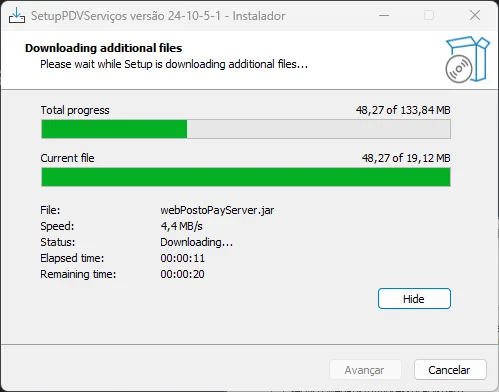 SetupPDVServiços versão 24-10-5-1 - Instalador
Downloading additional files
Please wait while Setup is downloading additional files...
Total progress 48,27 of 133,84 MB
Current file 48,27 of 19,12 MB
File: webPostoPayServer.jar
Speed: 4,4 MB/s
Status: Downloading...
Elapsed time: 00:00:11
Remaining time: 00:00:20
Hide
Avançar Cancelar